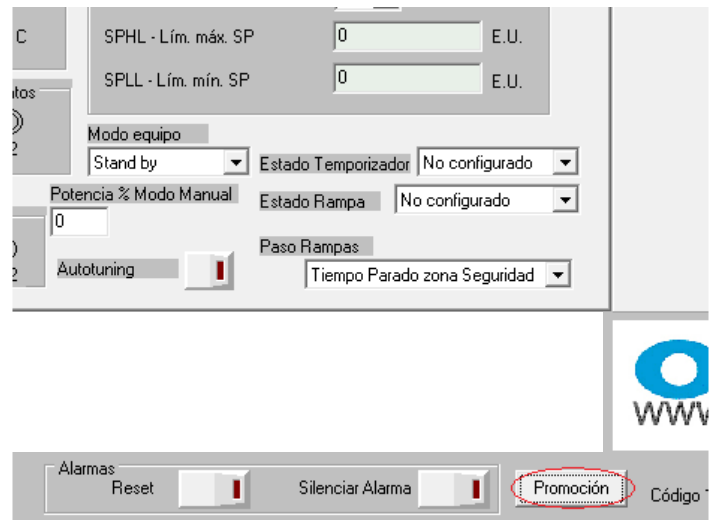 C
SPHL - Lím. máx. SP 0 E.U.
SPLL - Lím. mín. SP 0 E.U.
Modo equipo
Stand by
Estado Temporizador No configurado
Potencia % Modo Manual
0
Estado Rampa No configurado
Paso Rampas
Autotuning
Tiempo Parado zona Seguridad
Alarmas
Reset Silenciar Alarma Promoción Código